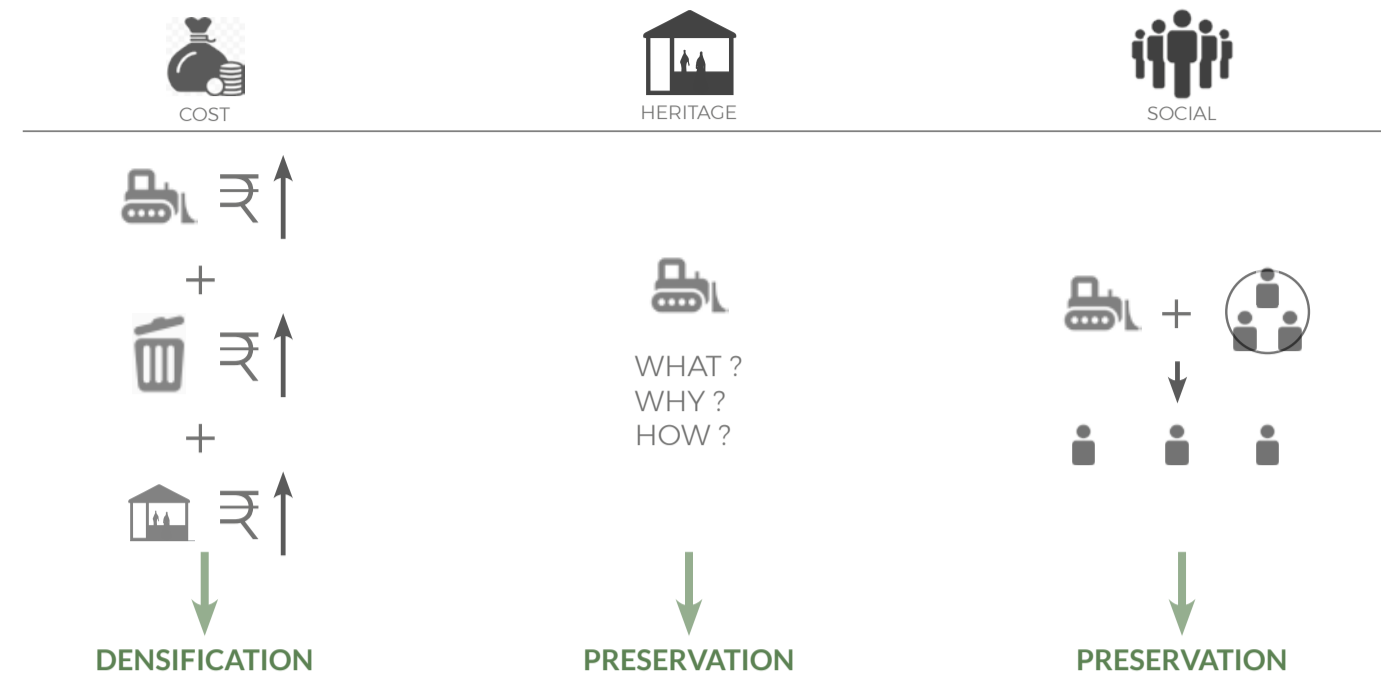 COST
HERITAGE
SOCIAL
₹
+
₹
+
₹
WHAT ?
WHY ?
HOW ?
+
DENSIFICATION
PRESERVATION
PRESERVATION